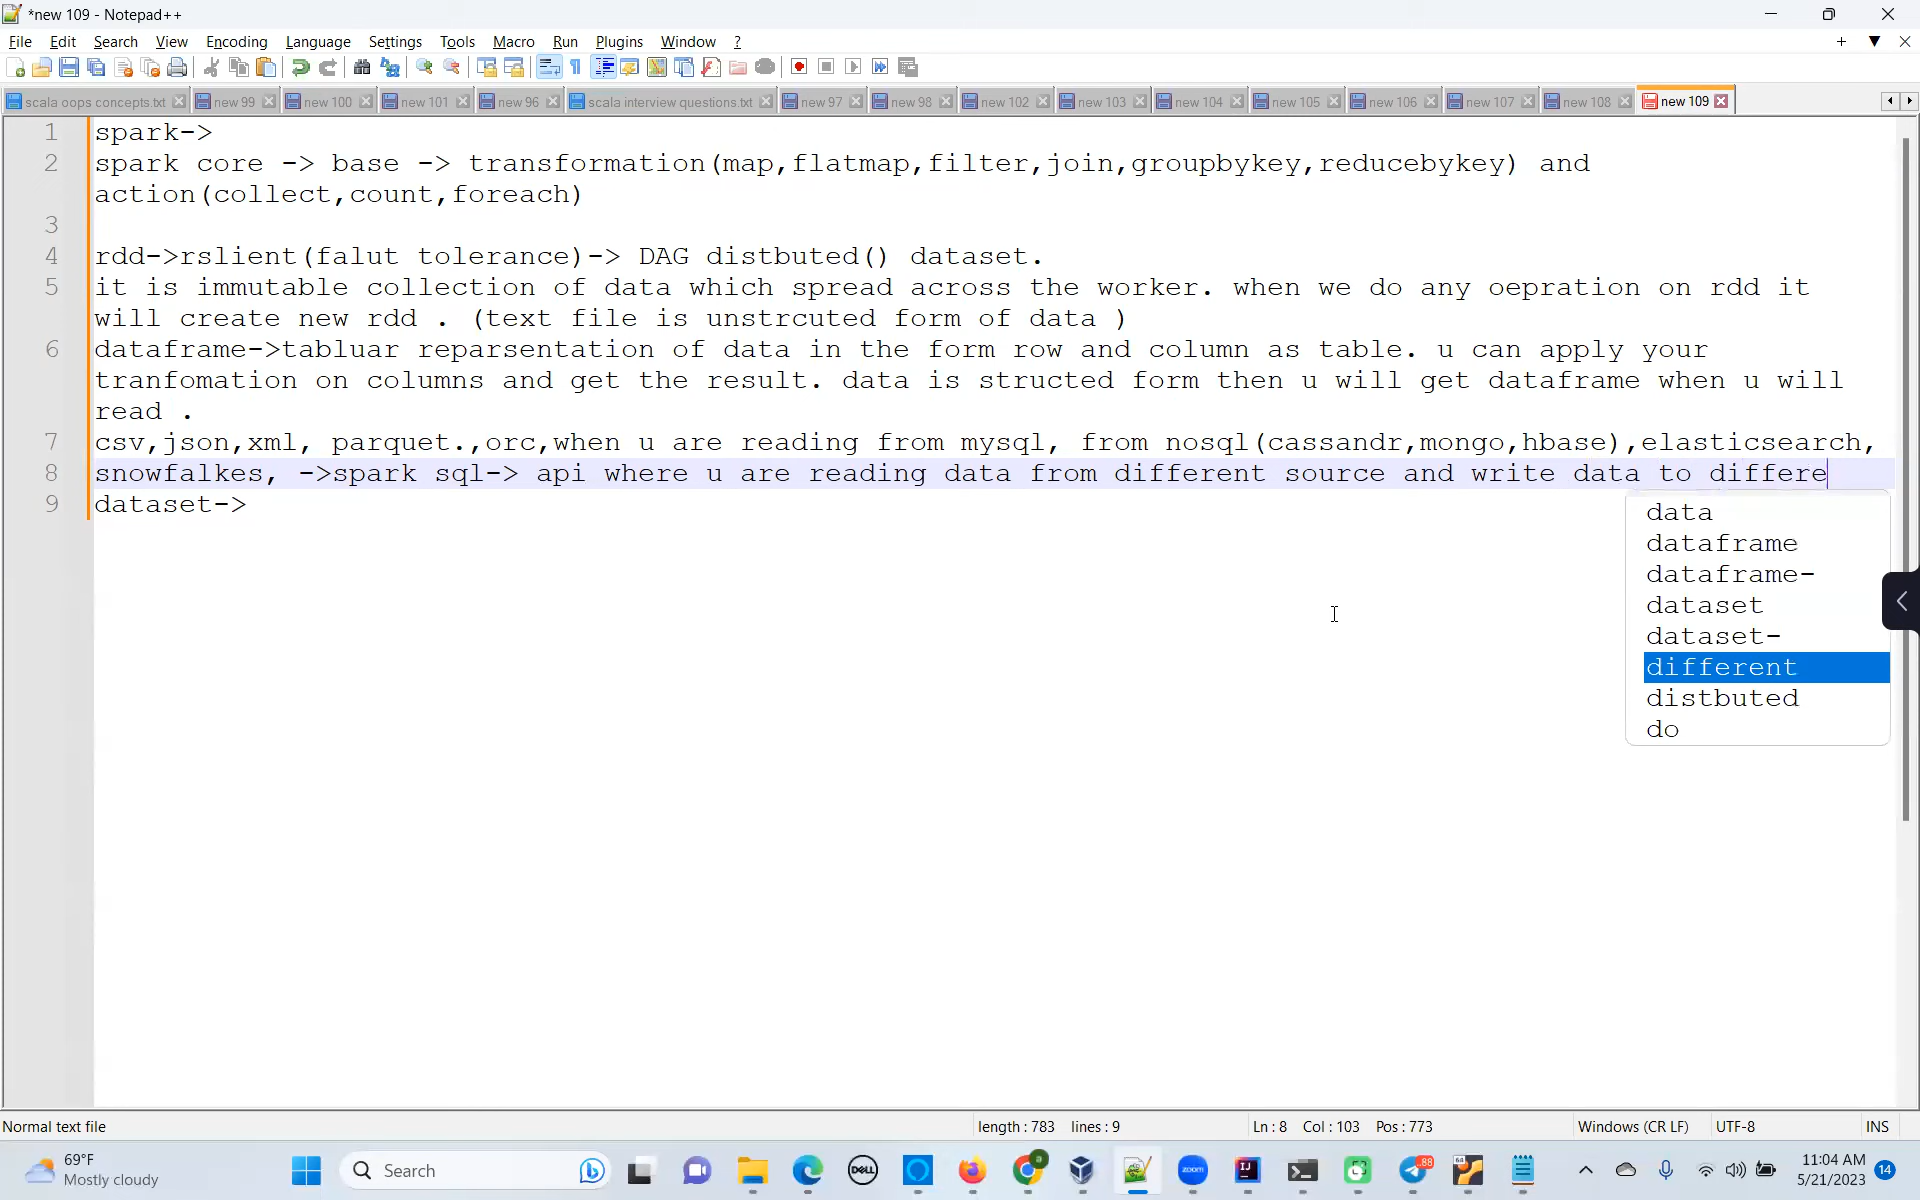 *new 109 - Notepad++
File Edit Search View Encoding Language Settings Tools Macro Run Plugins Window ?
scala oops concepts.txt new 99 new 100 new 101 new 96 scala interview questions.txt new 97 new 98 new 102 new 103 new 104 new 105 new 106 new 107 new 108 new 109
1 spark->
2 spark core -> base -> transformation(map,flatmap,filter,join,groupbykey,reducebykey) and
action(collect,count,foreach)
3
4 rdd->rslient(falut tolerance)-> DAG distbuted() dataset.
5 it is immutable collection of data which spread across the worker. when we do any oepration on rdd it
will create new rdd . (text file is unstrcuted form of data )
6 dataframe->tabluar reparsentation of data in the form row and column as table. u can apply your
tranfomation on columns and get the result. data is structed form then u will get dataframe when u will
read .
7 csv,json,xml, parquet.,orc,when u are reading from mysql, from nosql(cassandr,mongo,hbase),elasticsearch,
8 snowfalkes, ->spark sql-> api where u are reading data from different source and write data to differe
9 dataset->
data
dataframe
dataframe-
dataset
dataset-
different
distbuted
do
Normal text file length : 783 lines : 9 Ln : 8 Col : 103 Pos : 773 Windows (CR LF) UTF-8 INS
69°F
Mostly cloudy
Search
DELL
zoom
IJ
88
64
11:04 AM
5/21/2023
14